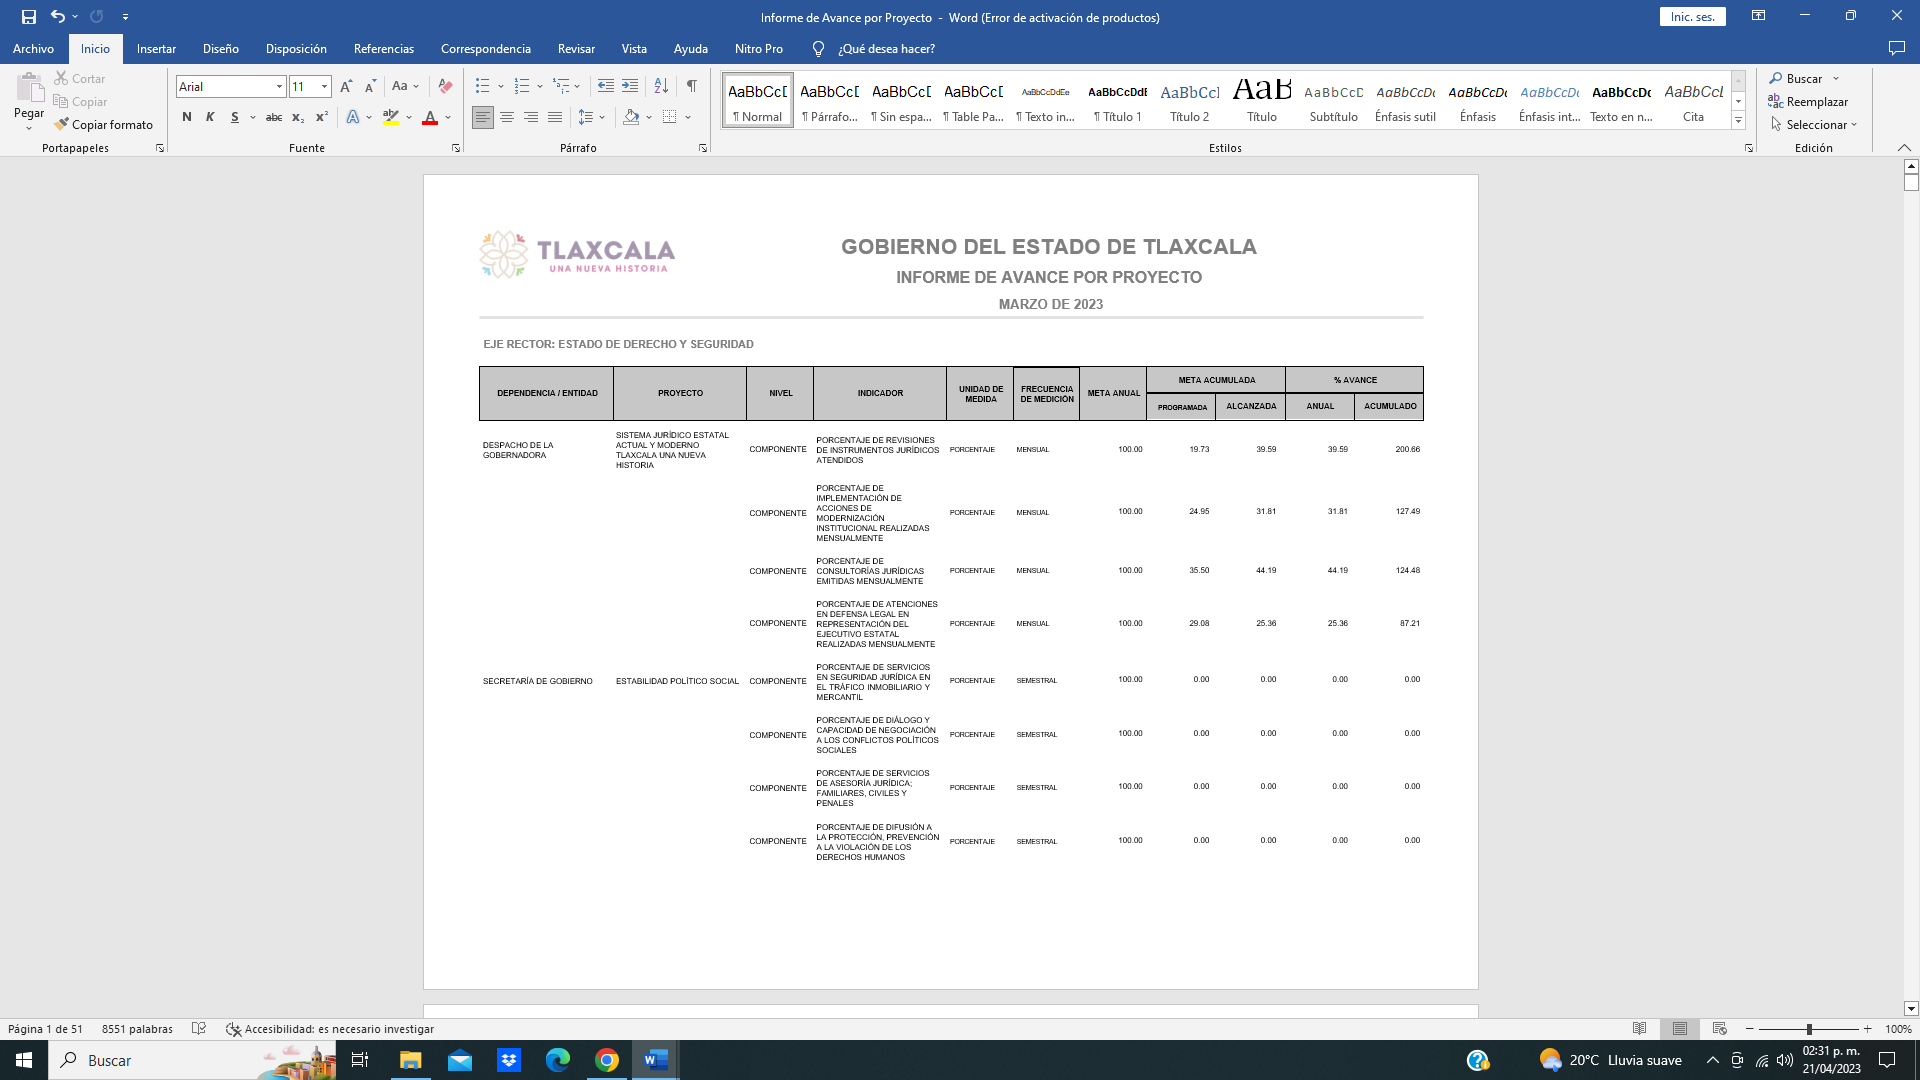 Informe de Avance por Proyecto - Word (Error de activación de productos)
Inic. ses.
Archivo Inicio Insertar Diseño Disposición Referencias Correspondencia Revisar Vista Ayuda Nitro Pro ¿Qué desea hacer?
Pegar
Cortar
Copiar
Copiar formato
Portapapeles
Arial 11
N K S abc x₂ x²
Fuente
Párrafo
AaBbCcDdEe
¶ Normal ¶ Párrafo... ¶ Sin espa... ¶ Table Pa... ¶ Texto in... ¶ Título 1 Título 2 Título Subtítulo Énfasis sutil Énfasis Énfasis int... Texto en n... Cita
Estilos
Buscar
Reemplazar
Seleccionar
Edición
TLAXCALA
UNA NUEVA HISTORIA
GOBIERNO DEL ESTADO DE TLAXCALA
INFORME DE AVANCE POR PROYECTO
MARZO DE 2023
EJE RECTOR: ESTADO DE DERECHO Y SEGURIDAD
DEPENDENCIA / ENTIDAD PROYECTO NIVEL INDICADOR UNIDAD DE MEDIDA FRECUENCIA DE MEDICIÓN META ANUAL META ACUMULADA % AVANCE
PROGRAMADA ALCANZADA ANUAL ACUMULADO
DESPACHO DE LA GOBERNADORA SISTEMA JURÍDICO ESTATAL ACTUAL Y MODERNO TLAXCALA UNA NUEVA HISTORIA COMPONENTE PORCENTAJE DE REVISIONES DE INSTRUMENTOS JURÍDICOS ATENDIDOS PORCENTAJE MENSUAL 100.00 19.73 39.59 39.59 200.66
COMPONENTE PORCENTAJE DE IMPLEMENTACIÓN DE ACCIONES DE MODERNIZACIÓN INSTITUCIONAL REALIZADAS MENSUALMENTE PORCENTAJE MENSUAL 100.00 24.95 31.81 31.81 127.49
COMPONENTE PORCENTAJE DE CONSULTORÍAS JURÍDICAS EMITIDAS MENSUALMENTE PORCENTAJE MENSUAL 100.00 35.50 44.19 44.19 124.48
COMPONENTE PORCENTAJE DE ATENCIONES EN DEFENSA LEGAL EN REPRESENTACIÓN DEL EJECUTIVO ESTATAL REALIZADAS MENSUALMENTE PORCENTAJE MENSUAL 100.00 29.08 25.36 25.36 87.21
SECRETARÍA DE GOBIERNO ESTABILIDAD POLÍTICO SOCIAL COMPONENTE PORCENTAJE DE SERVICIOS EN SEGURIDAD JURÍDICA EN EL TRÁFICO INMOBILIARIO Y MERCANTIL PORCENTAJE SEMESTRAL 100.00 0.00 0.00 0.00 0.00
COMPONENTE PORCENTAJE DE DIÁLOGO Y CAPACIDAD DE NEGOCIACIÓN A LOS CONFLICTOS POLÍTICOS SOCIALES PORCENTAJE SEMESTRAL 100.00 0.00 0.00 0.00 0.00
COMPONENTE PORCENTAJE DE SERVICIOS DE ASESORÍA JURÍDICA; FAMILIARES, CIVILES Y PENALES PORCENTAJE SEMESTRAL 100.00 0.00 0.00 0.00 0.00
COMPONENTE PORCENTAJE DE DIFUSIÓN A LA PROTECCIÓN, PREVENCIÓN A LA VIOLACIÓN DE LOS DERECHOS HUMANOS PORCENTAJE SEMESTRAL 100.00 0.00 0.00 0.00 0.00
Página 1 de 51 8551 palabras Accesibilidad: es necesario investigar 100%
Buscar
20°C Lluvia suave
02:31 p. m.
21/04/2023